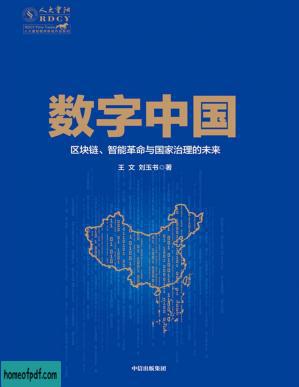 人大重阳
RDCY
数字中国
区块链、智能革命与国家治理的未来
王 文 刘玉书◎著
中信出版集团
homeofpdf.com